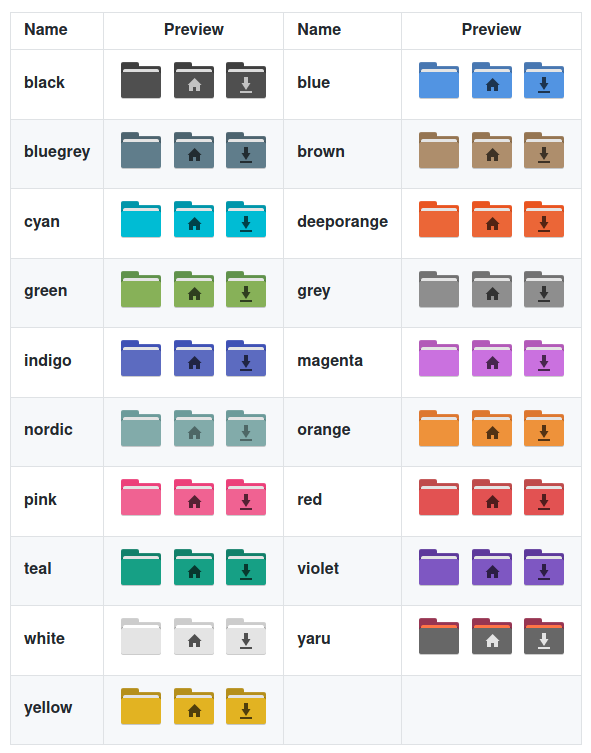 Name Preview Name Preview
black blue
bluegrey brown
cyan deeporange
green grey
indigo magenta
nordic orange
pink red
teal violet
white yaru
yellow